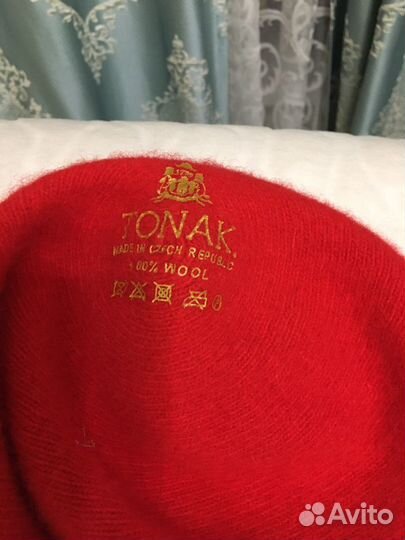 TONAK
MADE IN CZECH REPUBLIC
100% WOOL
Avito